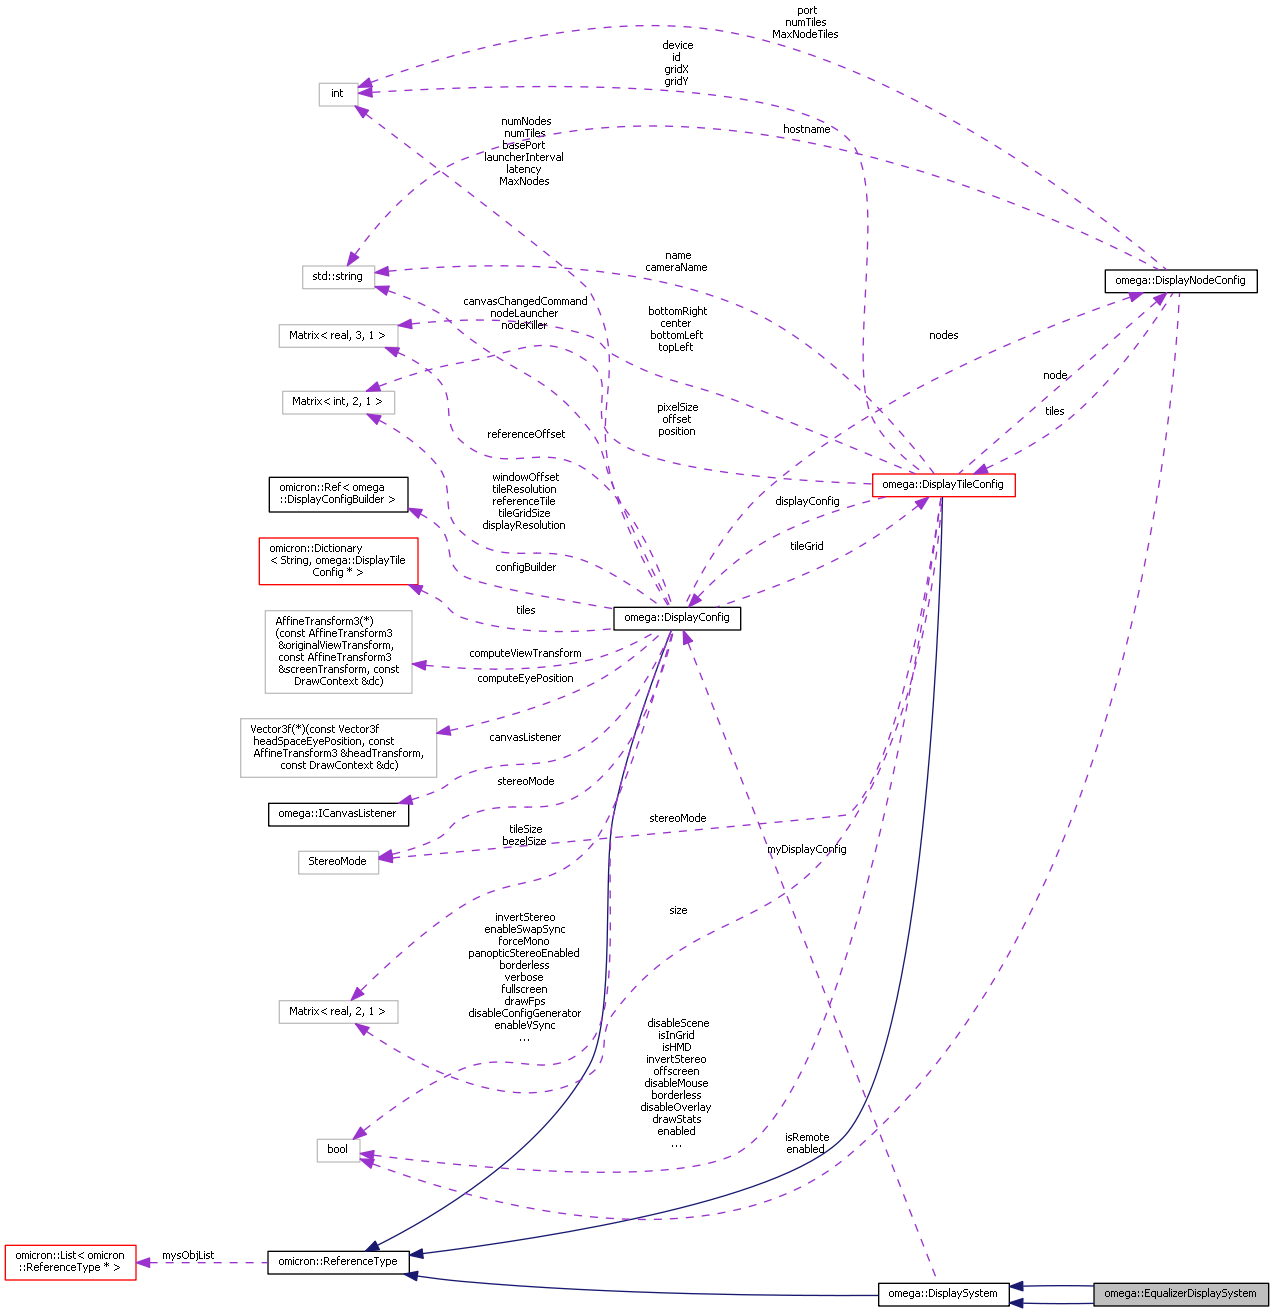 port
numTiles
MaxNodeTiles
device
id
gridX
gridY
int
numNodes
numTiles
basePort
launcherInterval
latency
MaxNodes
hostname
name
cameraName
std::string
omega::DisplayNodeConfig
canvasChangedCommand
nodeLauncher
nodeKiller
bottomRight
center
bottomLeft
topLeft
Matrix< real, 3, 1 >
nodes
node
Matrix< int, 2, 1 >
pixelSize
offset
position
tiles
referenceOffset
omega::DisplayTileConfig
omicron::Ref< omega
::DisplayConfigBuilder >
windowOffset
tileResolution
referenceTile
tileGridSize
displayResolution
displayConfig
tileGrid
omicron::Dictionary
< String, omega::DisplayTile
Config * >
configBuilder
tiles
omega::DisplayConfig
AffineTransform3(*)
(const AffineTransform3
&originalViewTransform,
const AffineTransform3
&screenTransform, const
DrawContext &dc)
computeViewTransform
computeEyePosition
Vector3f(*)(const Vector3f
headSpaceEyePosition, const
AffineTransform3 &headTransform,
const DrawContext &dc)
canvasListener
stereoMode
omega::ICanvasListener
tileSize
bezelSize
stereoMode
myDisplayConfig
StereoMode
size
invertStereo
enableSwapSync
forceMono
panopticStereoEnabled
borderless
verbose
fullscreen
drawFps
disableConfigGenerator
enableVSync
...
Matrix< real, 2, 1 >
disableScene
isInGrid
isHMD
invertStereo
offscreen
disableMouse
borderless
disableOverlay
drawStats
enabled
...
isRemote
enabled
bool
omicron::List< omicron
::ReferenceType * >
mysObjList
omicron::ReferenceType
omega::DisplaySystem
omega::EqualizerDisplaySystem